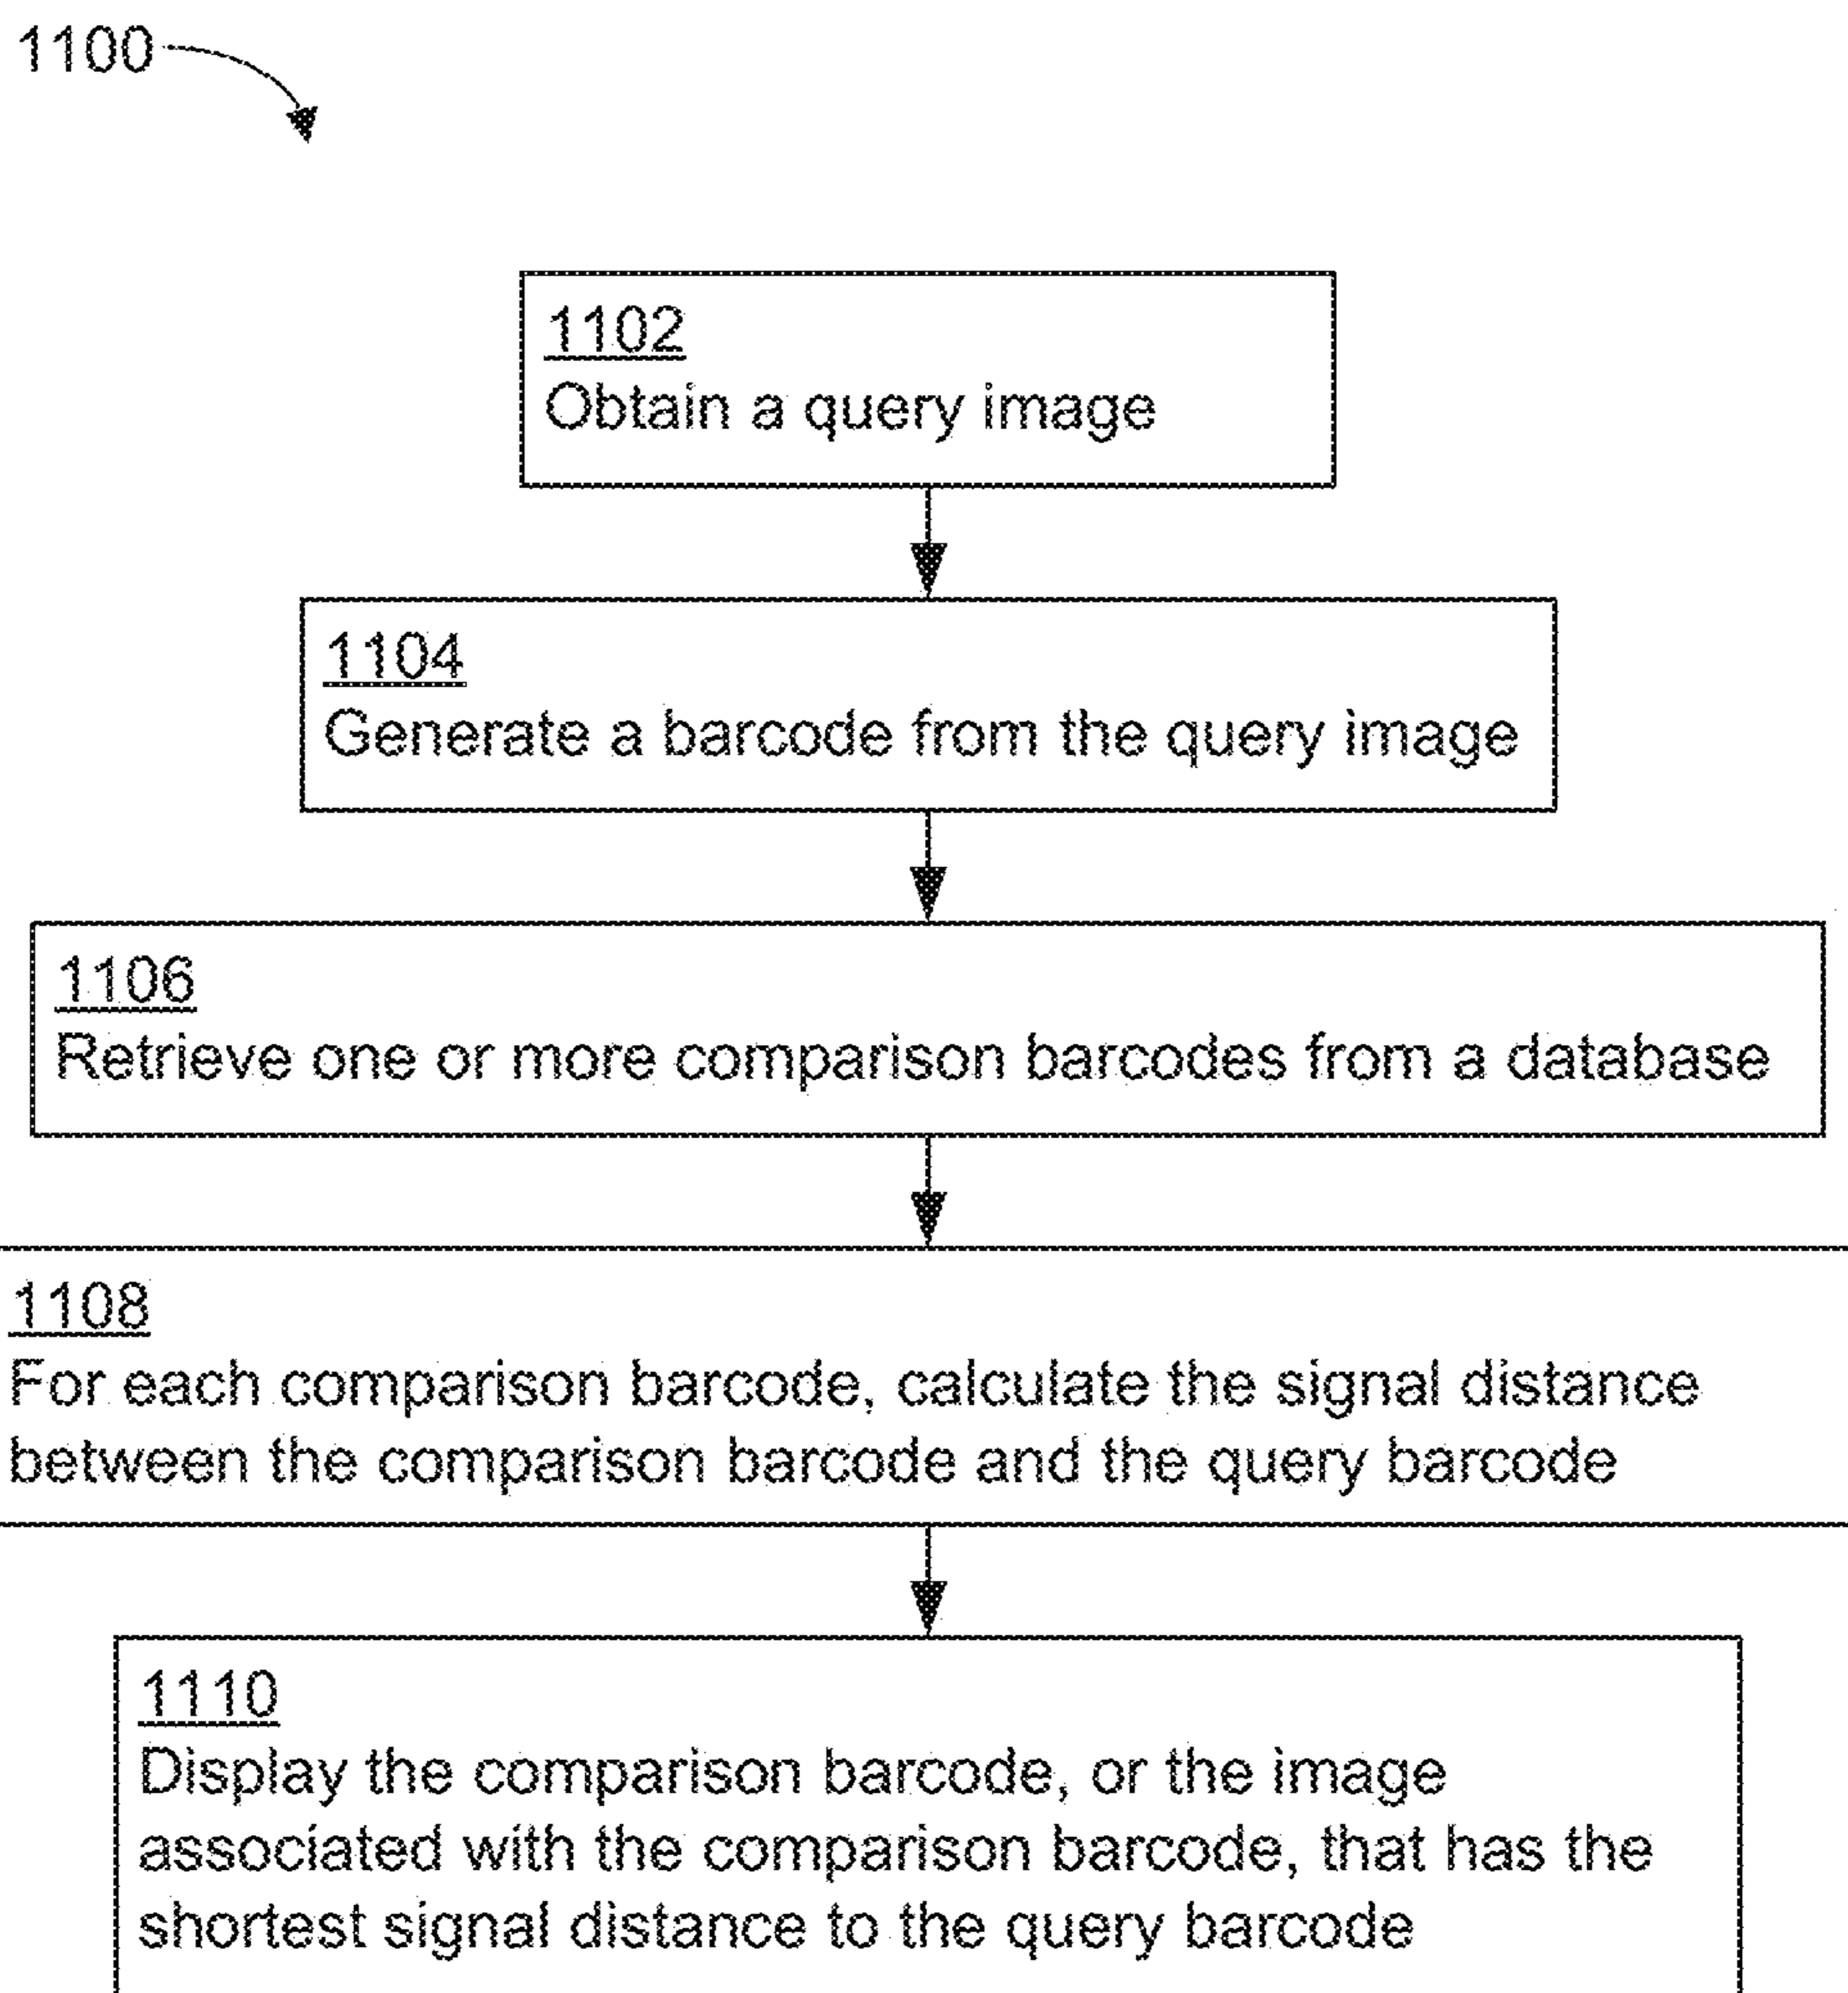 1100
1102
Obtain a query image
1104
Generate a barcode from the query image
1106
Retrieve one or more comparison barcodes from a database
1108
For each comparison barcode, calculate the signal distance
between the comparison barcode and the query barcode
1110
Display the comparison barcode, or the image
associated with the comparison barcode, that has the
shortest signal distance to the query barcode